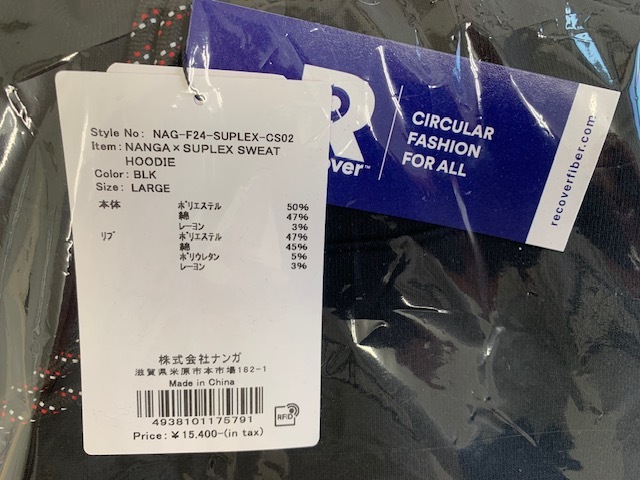 Style No: NAG-F24-SUPLEX-CS02
Item: NANGA×SUPLEX SWEAT
HOODIE
Color: BLK
Size: LARGE
本体 ポリエステル 50%
綿 47%
レーヨン 3%
リブ ポリエステル 47%
綿 45%
ポリウレタン 5%
レーヨン 3%
株式会社ナンガ
滋賀県米原市本市場162-1
Made in China
4938101175791
RFID
Price: ¥15,400-(in tax)
R
cover™
CIRCULAR
FASHION
FOR ALL
recoverfiber.com